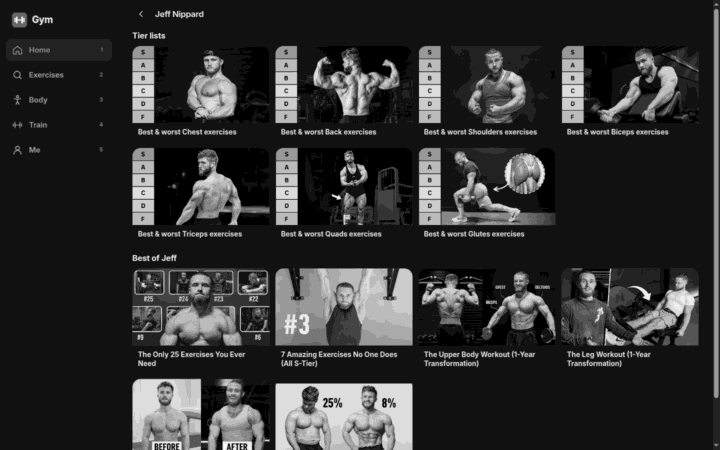 Gym
Home 1
Exercises 2
Body 3
Train 4
Me 5
Jeff Nippard
Tier lists
S
A
B
C
D
F
Best & worst Chest exercises
S
A
B
C
D
F
Best & worst Back exercises
S
A
B
C
D
F
Best & worst Shoulders exercises
S
A
B
C
D
F
Best & worst Biceps exercises
S
A
B
C
D
F
Best & worst Triceps exercises
S
A
B
C
D
F
Best & worst Quads exercises
S
A
B
C
D
F
Best & worst Glutes exercises
Best of Jeff
#25 #24 #23 #22
#9 #6
The Only 25 Exercises You Ever
Need
#3
7 Amazing Exercises No One Does
(All S-Tier)
CHEST
BICEPS
The Upper Body Workout (1-Year
Transformation)
The Leg Workout (1-Year
Transformation)
BEFORE AFTER
25% 8%